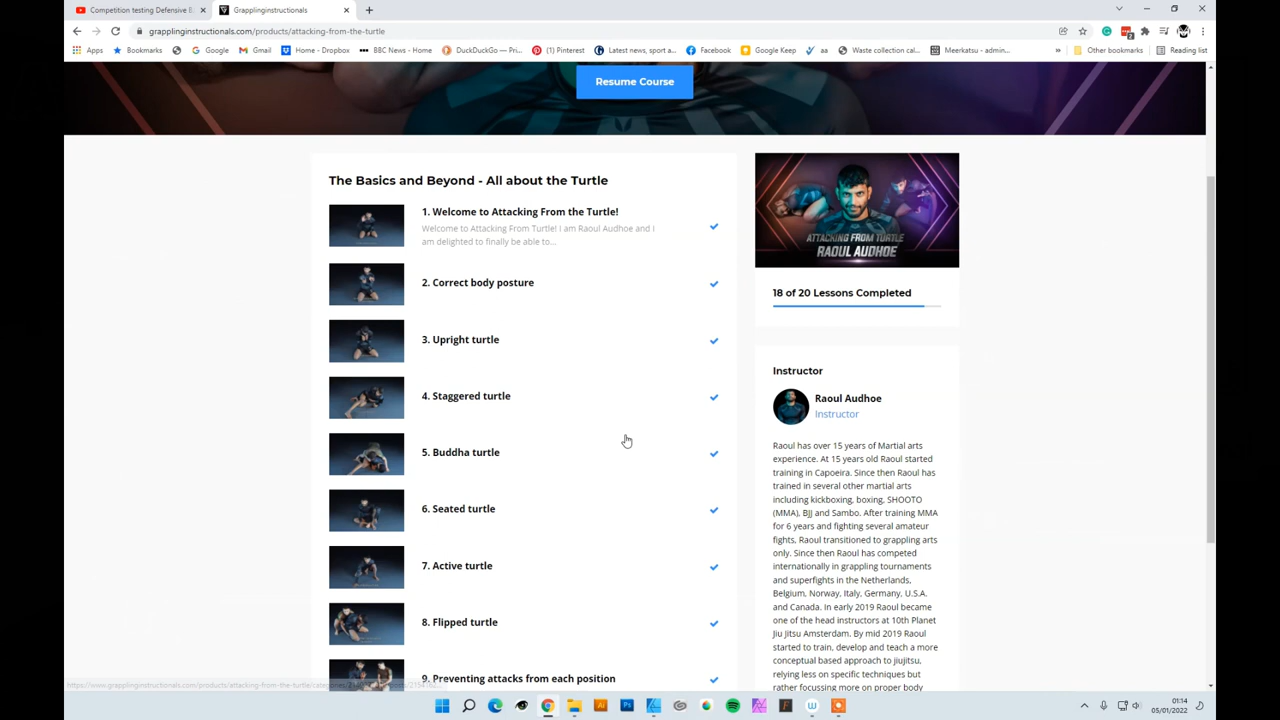 Competition testing Defensive B
Grapplinginstructionals
grapplinginstructionals.com/products/attacking-from-the-turtle
Apps
Bookmarks
Google
Gmail
Home - Dropbox
BBC News - Home
DuckDuckGo — Pri...
(1) Pinterest
Latest news, sport a...
Facebook
Google Keep
aa
Waste collection cal...
Meerkatsu - admin...
»
Other bookmarks
Reading list
Resume Course
The Basics and Beyond - All about the Turtle
1. Welcome to Attacking From the Turtle!
Welcome to Attacking From Turtle! I am Raoul Audhoe and I
am delighted to finally be able to...
2. Correct body posture
3. Upright turtle
4. Staggered turtle
5. Buddha turtle
6. Seated turtle
7. Active turtle
8. Flipped turtle
9. Preventing attacks from each position
ATTACKING FROM TURTLE
RAOUL AUDHOE
18 of 20 Lessons Completed
Instructor
Raoul Audhoe
Instructor
Raoul has over 15 years of Martial arts
experience. At 15 years old Raoul started
training in Capoeira. Since then Raoul has
trained in several other martial arts
including kickboxing, boxing, SHOOTO
(MMA), BJJ and Sambo. After training MMA
for 6 years and fighting several amateur
fights, Raoul transitioned to grappling arts
only. Since then Raoul has competed
internationally in grappling tournaments
and superfights in the Netherlands,
Belgium, Norway, Italy, Germany, U.S.A.
and Canada. In early 2019 Raoul became
one of the head instructors at 10th Planet
Jiu Jitsu Amsterdam. By mid 2019 Raoul
started to train, develop and teach a more
conceptual based approach to jiujitsu,
relying less on specific techniques but
rather focussing more on proper body
01:14
05/01/2022